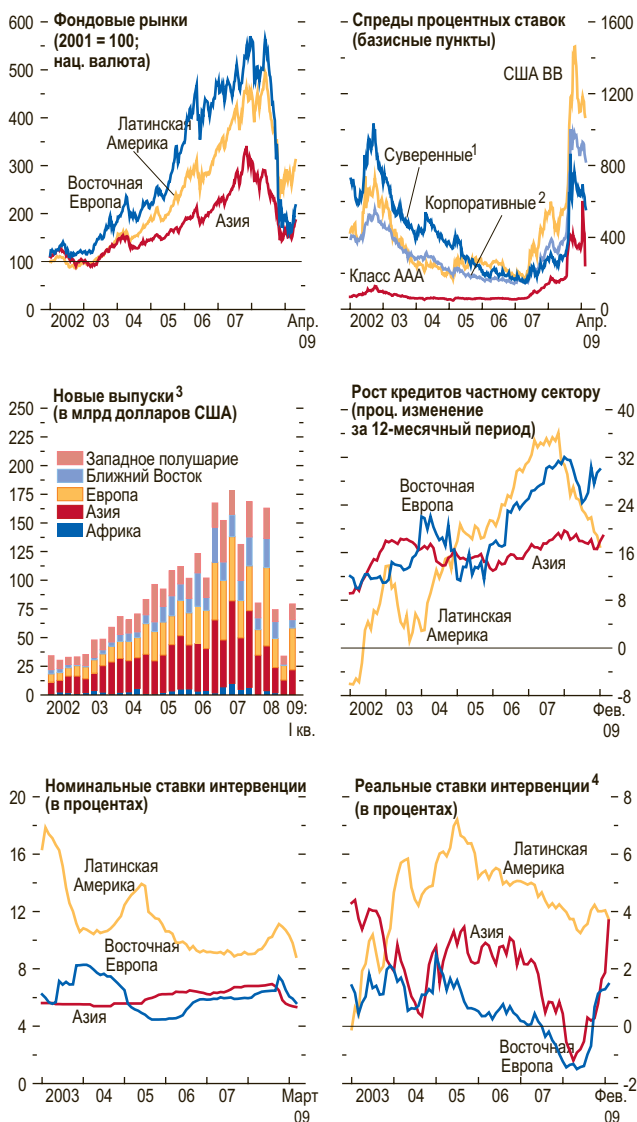 Фондовые рынки
(2001 = 100;
нац. валюта)
600
500
400
300
200
100
0
Латинская
Америка
Восточная
Европа
Азия
2002 03 04 05 06 07 Апр.
09
Спреды процентных ставок
(базисные пункты)
1600
1200
800
400
0
США BB
Суверенные1
Корпоративные2
Класс AAA
2002 03 04 05 06 07 Апр.
09
Новые выпуски3
(в млрд долларов США)
250
225
200
175
150
125
100
75
50
25
0
Западное полушарие
Ближний Восток
Европа
Азия
Африка
2002 03 04 05 06 07 08 09:
I кв.
Рост кредитов частному сектору
(проц. изменение
за 12-месячный период)
40
32
24
16
8
0
-8
Восточная
Европа
Азия
Латинская
Америка
2002 03 04 05 06 07 Фев.
09
Номинальные ставки интервенции
(в процентах)
20
16
12
8
4
0
Латинская
Америка
Восточная
Европа
Азия
2003 04 05 06 07 Март
09
Реальные ставки интервенции4
(в процентах)
8
6
4
2
0
-2
Латинская
Америка
Азия
Восточная
Европа
2003 04 05 06 07 Фев.
09